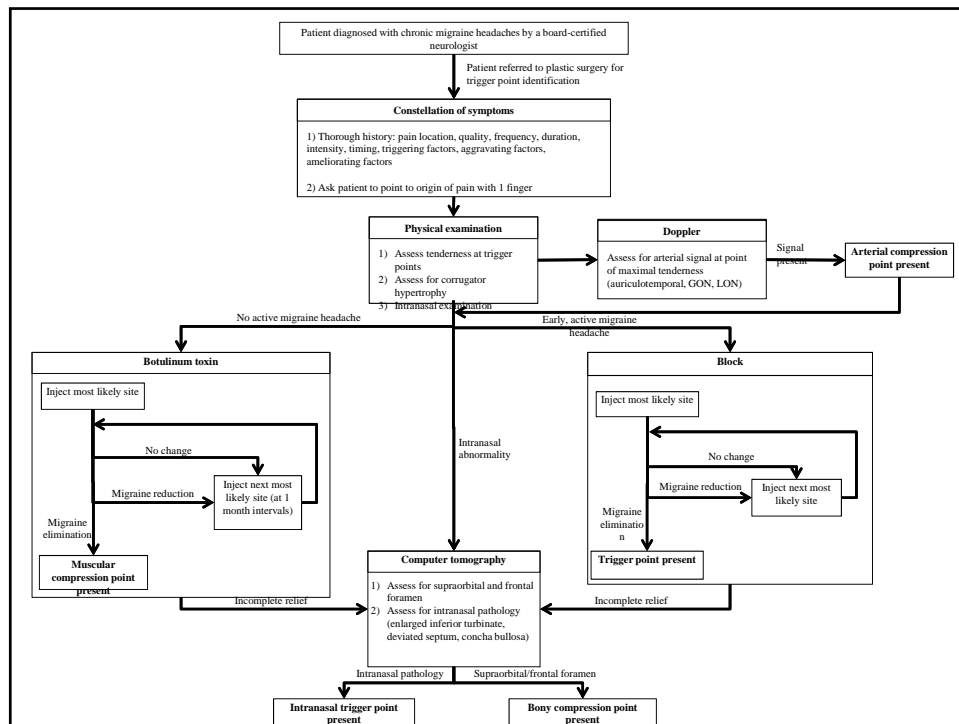 Patient diagnosed with chronic migraine headaches by a board-certified
neurologist
Patient referred to plastic surgery for
trigger point identification
Constellation of symptoms
1) Thorough history: pain location, quality, frequency, duration,
intensity, timing, triggering factors, aggravating factors,
ameliorating factors
2) Ask patient to point to origin of pain with 1 finger
Physical examination
1) Assess tenderness at trigger
points
2) Assess for corrugator
hypertrophy
3) Intranasal examination
Doppler
Assess for arterial signal at point
of maximal tenderness
(auriculotemporal, GON, LON)
Signal
present
Arterial compression
point present
No active migraine headache
Early, active migraine
headache
Botulinum toxin
Inject most likely site
No change
Migraine reduction
Inject next most
likely site (at 1
month intervals)
Migraine
elimination
Muscular
compression point
present
Intranasal
abnormality
Block
Inject most likely site
No change
Migraine reduction
Inject next most
likely site
Migraine
eliminatio
n
Trigger point present
Incomplete relief
Computer tomography
1) Assess for supraorbital and frontal
foramen
2) Assess for intranasal pathology
(enlarged inferior turbinate,
deviated septum, concha bullosa)
Incomplete relief
Intranasal pathology
Supraorbital/frontal foramen
Intranasal trigger point
present
Bony compression point
present